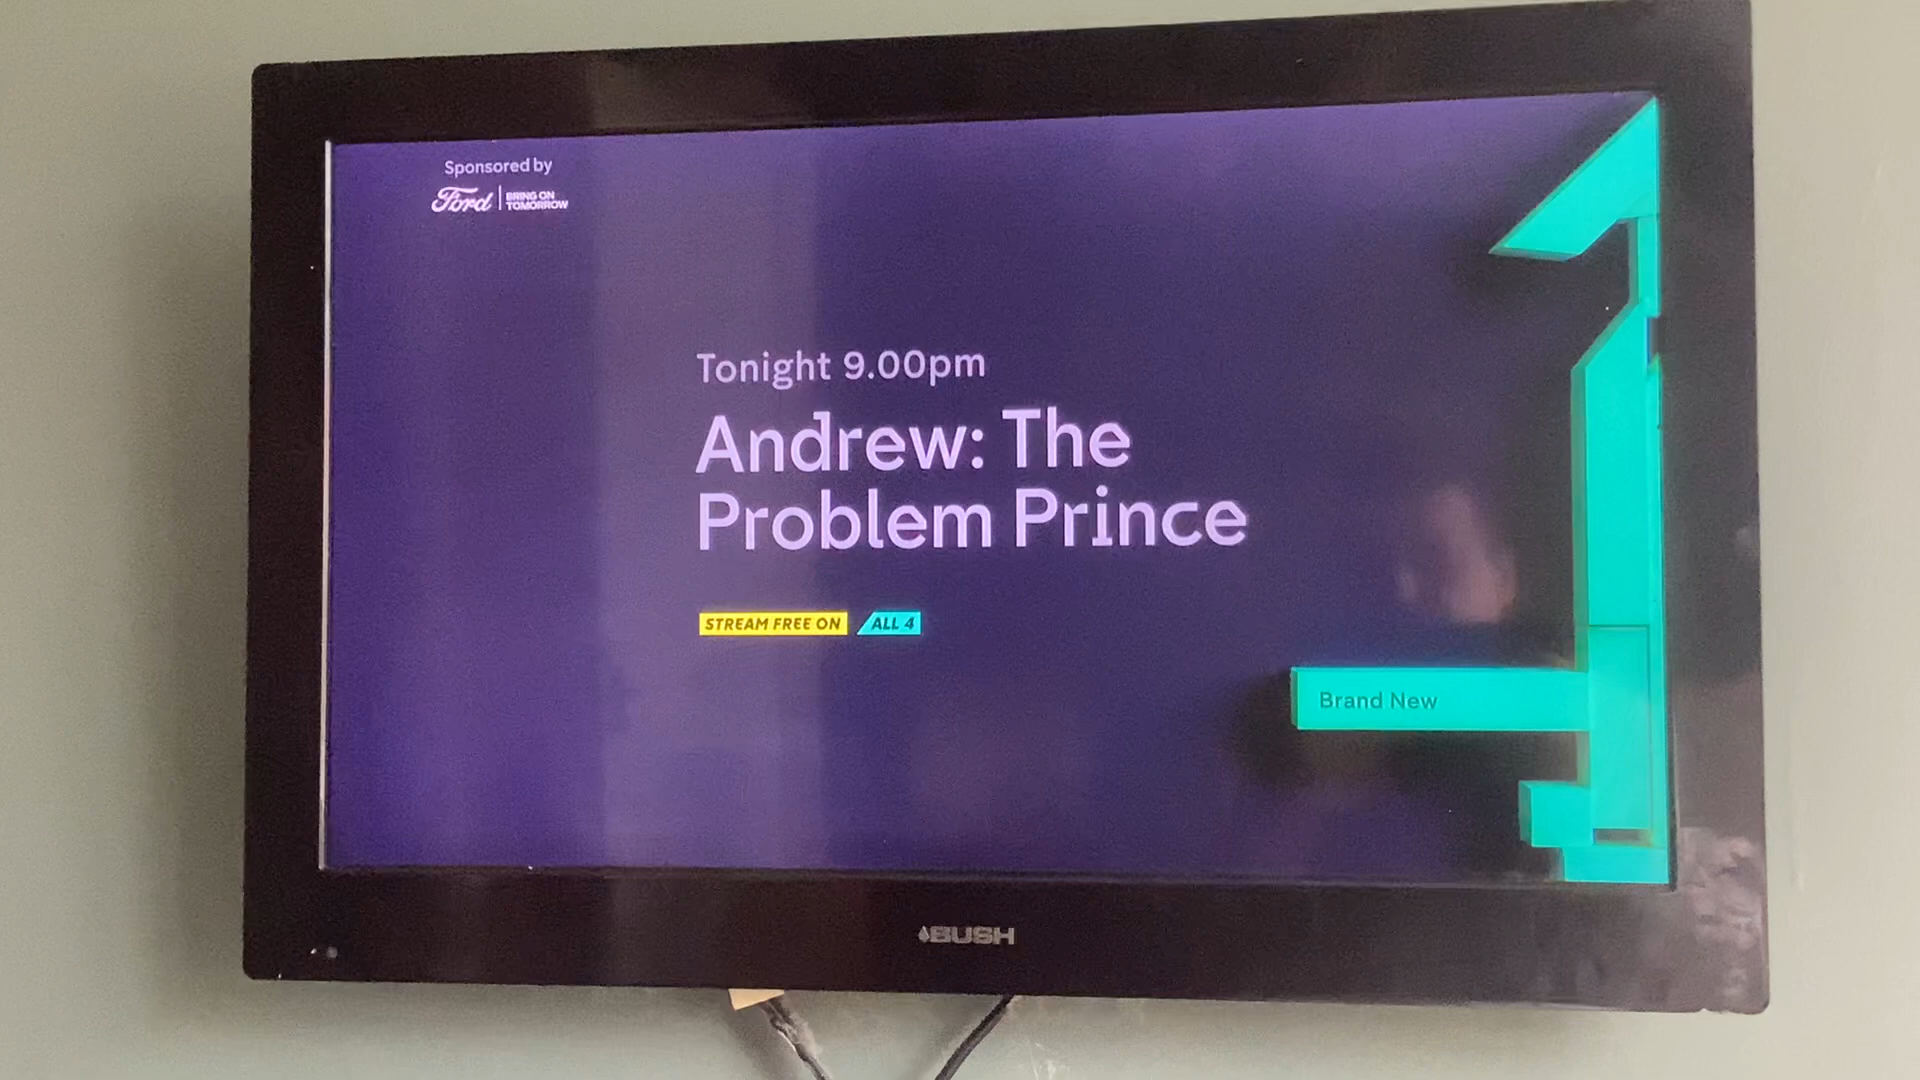 Sponsored by
Ford BRING ON
TOMORROW
Tonight 9.00pm
Andrew: The
Problem Prince
STREAM FREE ON ALL 4
Brand New
BUSH